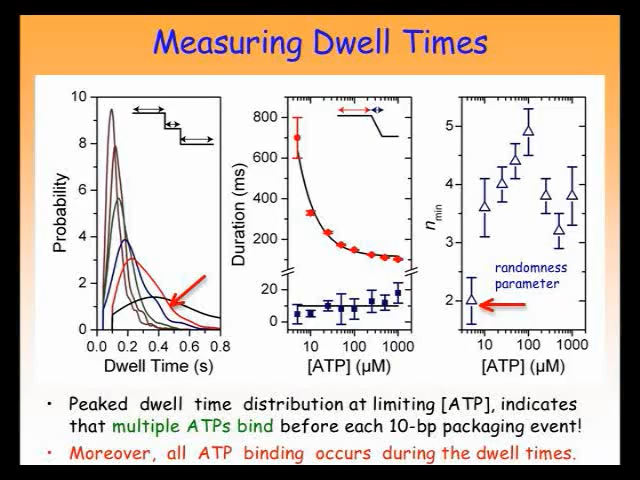 Measuring Dwell Times
10
8
6
4
2
0
Probability
0.0 0.2 0.4 0.6 0.8
Dwell Time (s)
800
600
400
200
20
0
Duration (ms)
10 100 1000
[ATP] (µM)
5
4
3
2
nmin
randomness
parameter
10 100 1000
[ATP] (µM)
• Peaked dwell time distribution at limiting [ATP], indicates
that multiple ATPs bind before each 10-bp packaging event!
• Moreover, all ATP binding occurs during the dwell times.